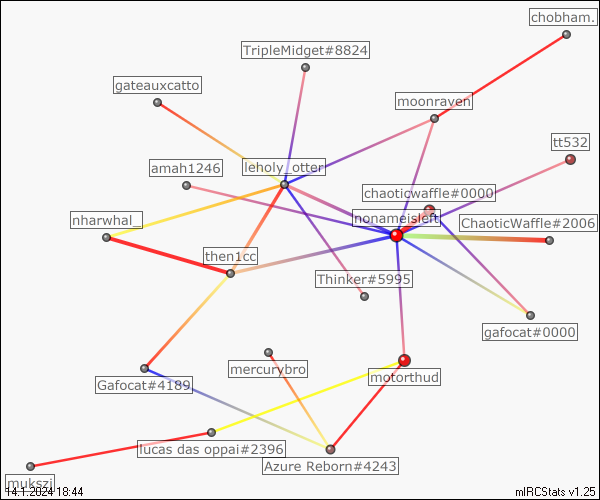 chobham.
TripleMidget#8824
gateauxcatto
moonraven
tt532
amah1246
leholy_otter
chaoticwaffle#0000
nharwhal_
nonameisleft
ChaoticWaffle#2006
then1cc
Thinker#5995
gafocat#0000
mercurybro
motorthud
Gafocat#4189
lucas das oppai#2396
Azure Reborn#4243
mukszi
14.1.2024 18:44
mIRCStats v1.25